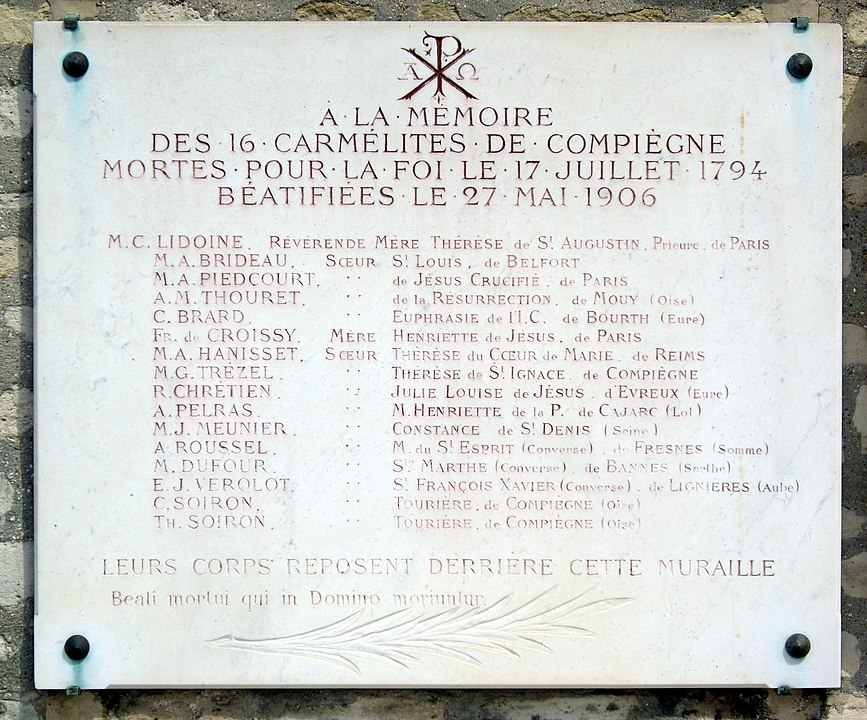 Α Ω
A·LA·MÉMOIRE
DES·16·CARMÉLITES·DE·COMPIÈGNE
MORTES·POUR·LA·FOI·LE·17·JUILLET·1794
BÉATIFIÉES·LE·27·MAI·1906
M.C. LIDOINE. RÉVÉRENDE MÈRE THÉRÈSE de St AUGUSTIN. Prieure. de PARIS
M.A. BRIDEAU. SŒUR St LOUIS. de BELFORT
M.A. PIEDCOURT. ·· de JÉSUS CRUCIFIÉ. de PARIS
A.M. THOURET. ·· de la RÉSURRECTION. de MOUY (Oise)
C. BRARD. ·· EUPHRASIE de l'I.C. de BOURTH (Eure)
FR. de CROISSY. MÈRE HENRIETTE de JÉSUS. de PARIS
M.A. HANISSET. SŒUR THÉRÈSE du CŒUR de MARIE. de REIMS
M.G. TRÉZEL. ·· THÉRÈSE de St IGNACE. de COMPIÈGNE
R. CHRÉTIEN. ·· JULIE LOUISE de JÉSUS. d'EVREUX (Eure)
A. PELRAS. ·· M. HENRIETTE de la P. de CAJARC (Lot)
M.J. MEUNIER. ·· CONSTANCE de St DENIS (Seine)
A. ROUSSEL. ·· M. du St ESPRIT (Converse). de FRESNES (Somme)
M. DUFOUR. ·· Ste MARTHE (Converse). de BANNES (Sarthe)
E.J. VEROLOT. ·· St FRANÇOIS XAVIER (Converse). de LIGNIÈRES (Aube)
C. SOIRON. ·· TOURIÈRE. de COMPIÈGNE (Oise)
TH. SOIRON. ·· TOURIÈRE. de COMPIÈGNE (Oise)
LEURS CORPS REPOSENT DERRIÈRE CETTE MURAILLE
Beati mortui qui in Domino moriuntur.